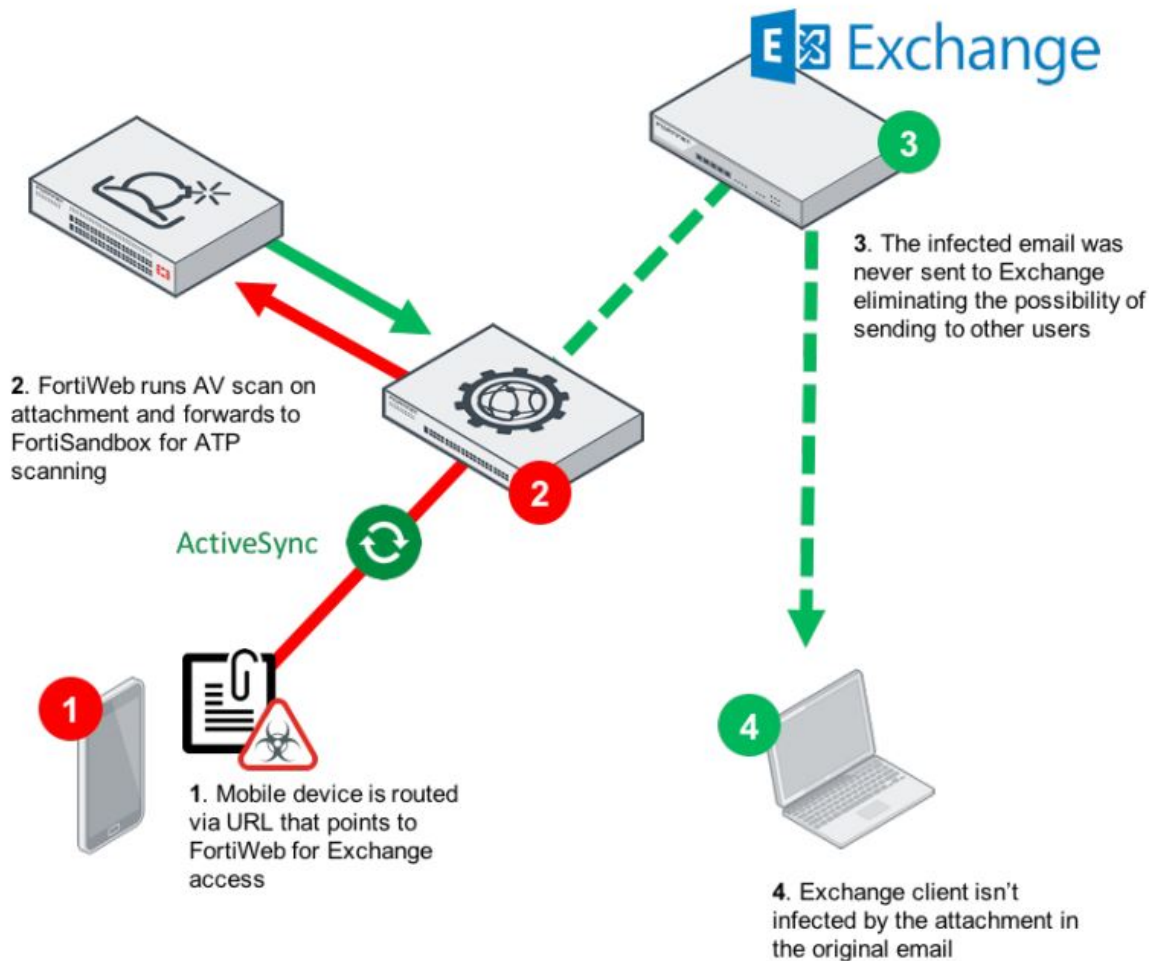 E Exchange
3
3. The infected email was
never sent to Exchange
eliminating the possibility of
sending to other users
2. FortiWeb runs AV scan on
attachment and forwards to
FortiSandbox for ATP
scanning
2
ActiveSync
1
1. Mobile device is routed
via URL that points to
FortiWeb for Exchange
access
4
4. Exchange client isn't
infected by the attachment in
the original email